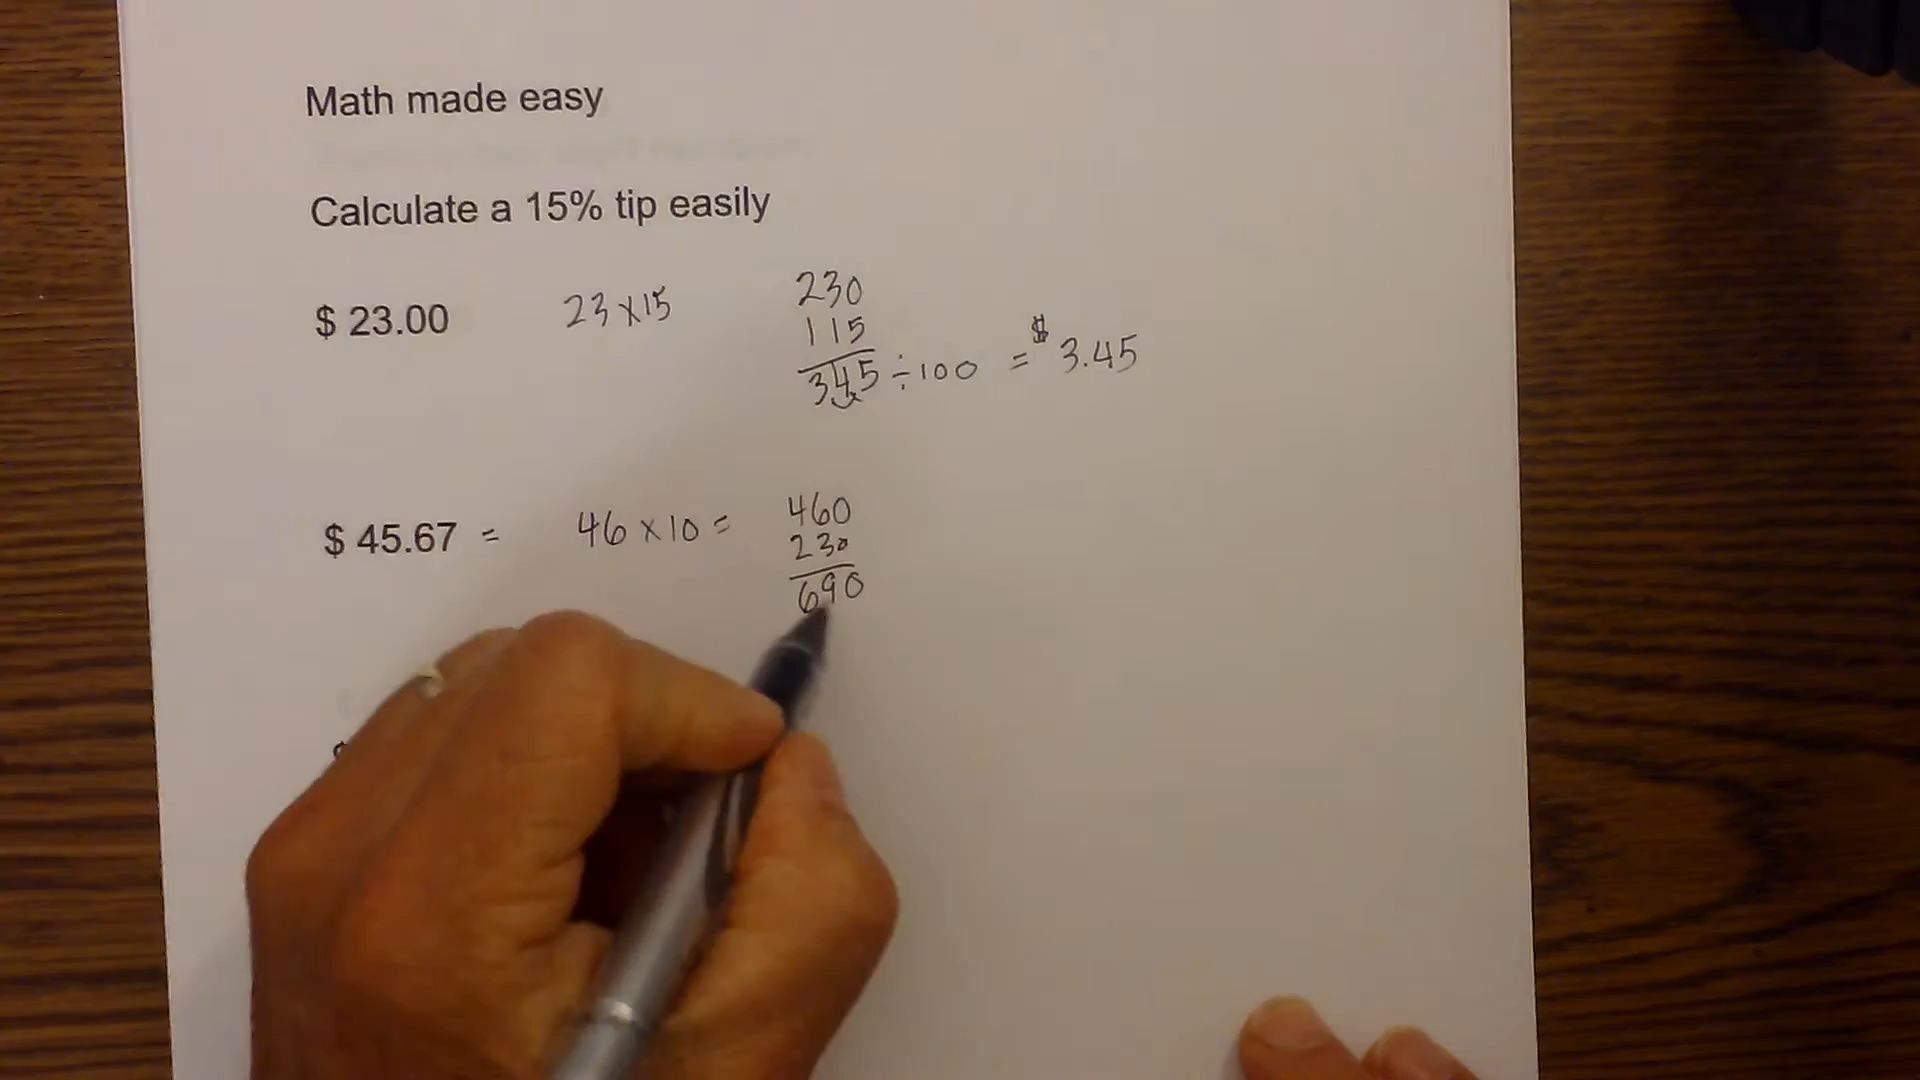 Math made easy
Calculate a 15% tip easily
$ 23.00 23 x 15
230
115
345 ÷ 100 = $ 3.45
$ 45.67 = 46 x 10 = 460
230
690